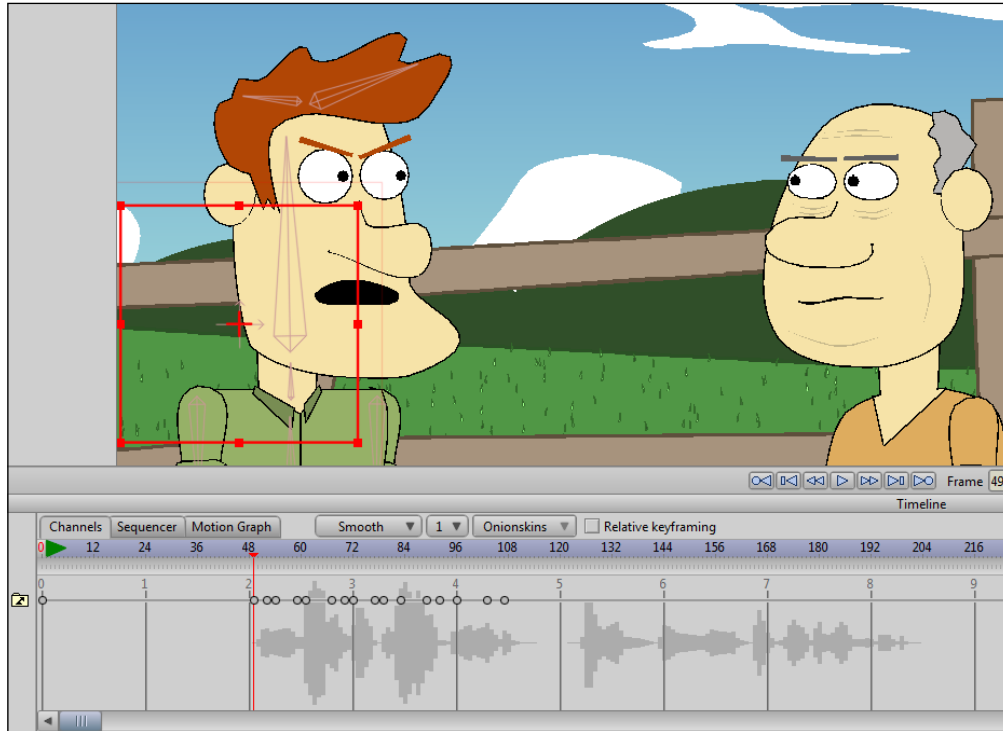 Frame 49
Timeline
Channels Sequencer Motion Graph Smooth 1 Onionskins Relative keyframing
0 12 24 36 48 60 72 84 96 108 120 132 144 156 168 180 192 204 216
0 1 2 3 4 5 6 7 8 9